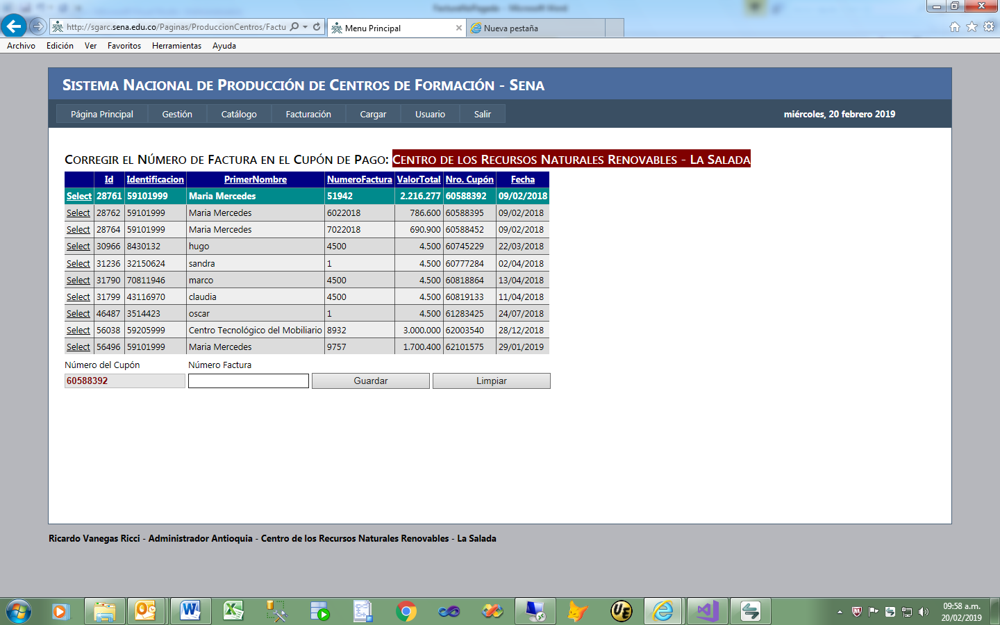 FacturaNoPagada - Microsoft Word
http://sgarc.sena.edu.co/Paginas/ProduccionCentros/Factu
Menu Principal
Nueva pestaña
Archivo Edición Ver Favoritos Herramientas Ayuda
Sistema Nacional de Producción de Centros de Formación - Sena
Página Principal Gestión Catálogo Facturación Cargar Usuario Salir miércoles, 20 febrero 2019
Corregir el Número de Factura en el Cupón de Pago: Centro de los Recursos Naturales Renovables - La Salada
Id Identificacion PrimerNombre NumeroFactura ValorTotal Nro. Cupón Fecha
Select 28761 59101999 Maria Mercedes 51942 2.216.277 60588392 09/02/2018
Select 28762 59101999 Maria Mercedes 6022018 786.600 60588395 09/02/2018
Select 28764 59101999 Maria Mercedes 7022018 690.900 60588452 09/02/2018
Select 30966 8430132 hugo 4500 4.500 60745229 22/03/2018
Select 31236 32150624 sandra 1 4.500 60777284 02/04/2018
Select 31790 70811946 marco 4500 4.500 60818864 13/04/2018
Select 31799 43116970 claudia 4500 4.500 60819133 11/04/2018
Select 46487 3514423 oscar 1 4.500 61283425 24/07/2018
Select 56038 59205999 Centro Tecnológico del Mobiliario 8932 3.000.000 62003540 28/12/2018
Select 56496 59101999 Maria Mercedes 9757 1.700.400 62101575 29/01/2019
Número del Cupón Número Factura
60588392 Guardar Limpiar
Ricardo Vanegas Ricci - Administrador Antioquia - Centro de los Recursos Naturales Renovables - La Salada
09:58 a.m.
20/02/2019